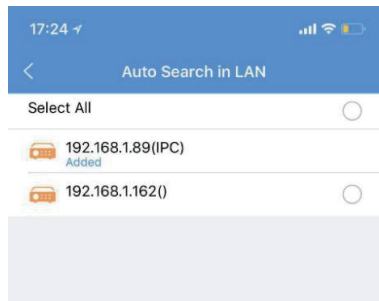 17:24
Auto Search in LAN
Select All
192.168.1.89(IPC)
Added
192.168.1.162()